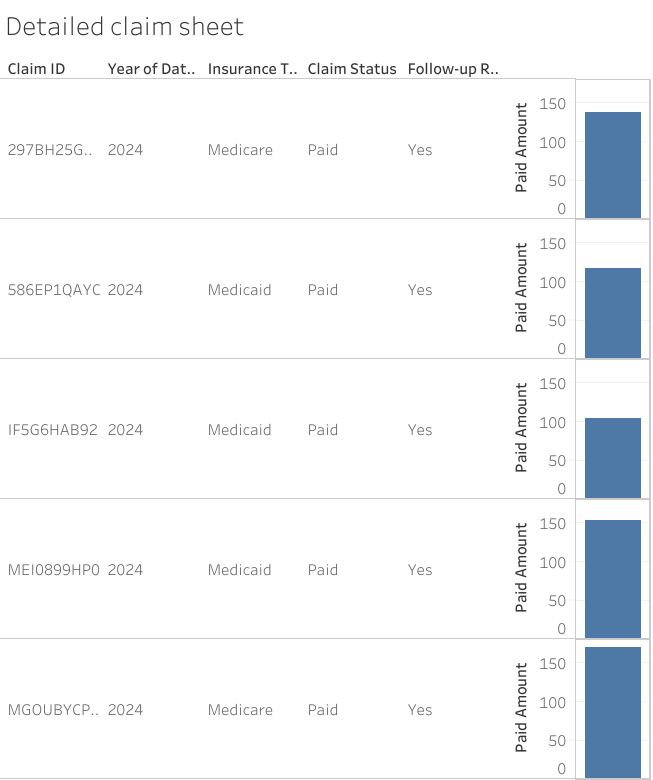 Detailed claim sheet
Claim ID Year of Dat.. Insurance T.. Claim Status Follow-up R..
297BH25G.. 2024 Medicare Paid Yes
Paid Amount
150
100
50
0
586EP1QAYC 2024 Medicaid Paid Yes
Paid Amount
150
100
50
0
IF5G6HAB92 2024 Medicaid Paid Yes
Paid Amount
150
100
50
0
MEI0899HP0 2024 Medicaid Paid Yes
Paid Amount
150
100
50
0
MGOUBYCP.. 2024 Medicare Paid Yes
Paid Amount
150
100
50
0